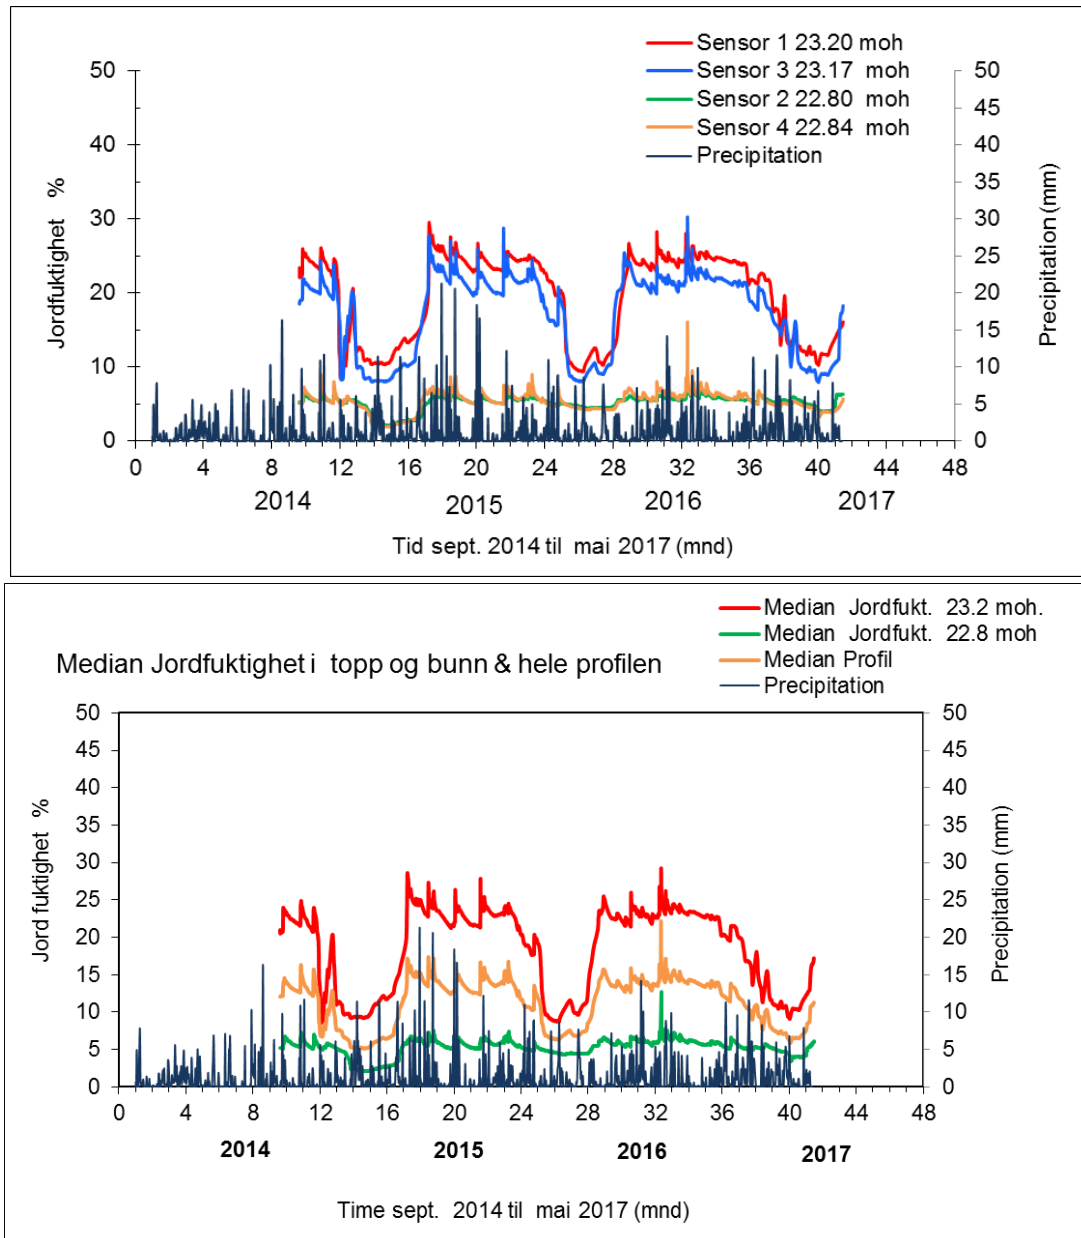 Sensor 1 23.20 moh
Sensor 3 23.17 moh
Sensor 2 22.80 moh
Sensor 4 22.84 moh
Precipitation
50
45
40
35
30
25
20
15
10
5
0
50
40
30
20
10
0
Jordfuktighet %
Precipitation (mm)
0 4 8 12 16 20 24 28 32 36 40 44 48
2014 2015 2016 2017
Tid sept. 2014 til mai 2017 (mnd)
Median Jordfukt. 23.2 moh.
Median Jordfukt. 22.8 moh
Median Profil
Precipitation
Median Jordfuktighet i topp og bunn & hele profilen
50
45
40
35
30
25
20
15
10
5
0
50
45
40
35
30
25
20
15
10
5
0
Jord fuktighet %
Precipitation (mm)
0 4 8 12 16 20 24 28 32 36 40 44 48
2014 2015 2016 2017
Time sept. 2014 til mai 2017 (mnd)